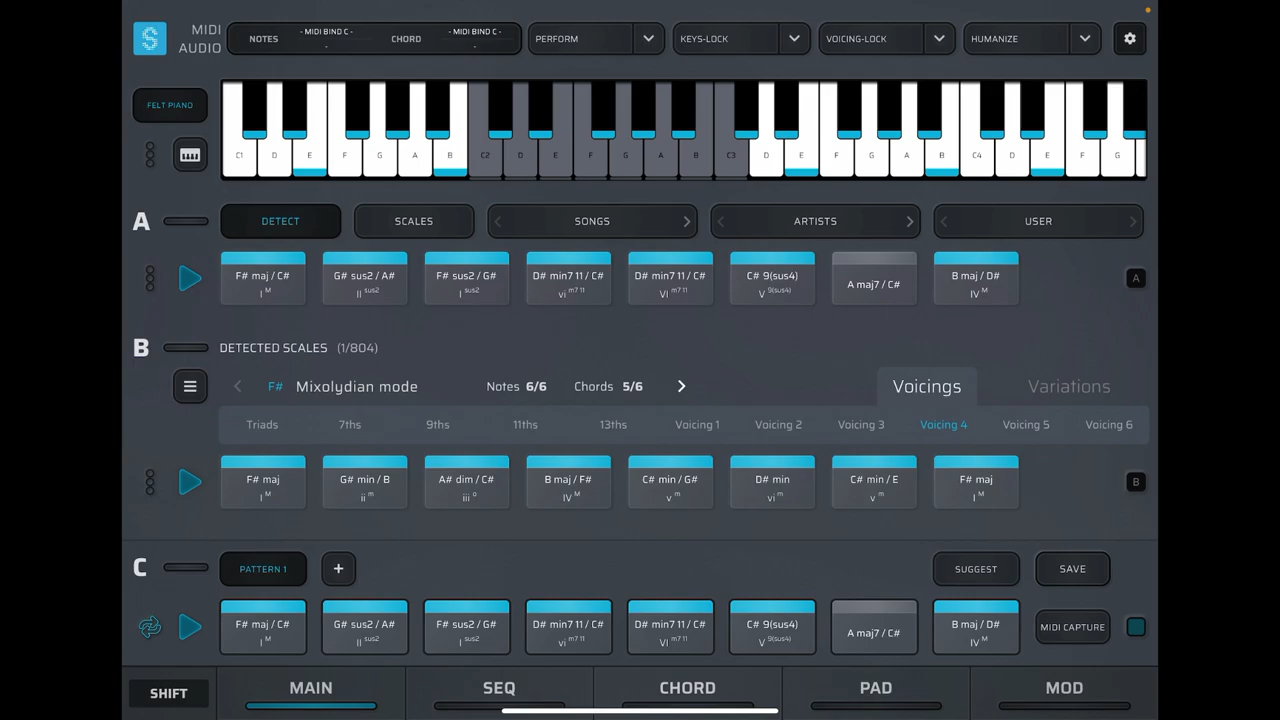 MIDI
AUDIO
NOTES
- MIDI BIND C -
-
CHORD
- MIDI BIND C -
-
PERFORM
KEYS-LOCK
VOICING-LOCK
HUMANIZE
FELT PIANO
C1 D E F G A B C2 D E F G A B C3 D E F G A B C4 D E F G
A
DETECT
SCALES
SONGS
ARTISTS
USER
F# maj / C#
I M
G# sus2 / A#
II sus2
F# sus2 / G#
I sus2
D# min7 11 / C#
vi m7 11
D# min7 11 / C#
VI m7 11
C# 9(sus4)
V 9(sus4)
A maj7 / C#
B maj / D#
IV M
A
B
DETECTED SCALES (1/804)
F# Mixolydian mode
Notes 6/6
Chords 5/6
Voicings
Variations
Triads
7ths
9ths
11ths
13ths
Voicing 1
Voicing 2
Voicing 3
Voicing 4
Voicing 5
Voicing 6
F# maj
I M
G# min / B
ii m
A# dim / C#
iii o
B maj / F#
IV M
C# min / G#
v m
D# min
vi m
C# min / E
v m
F# maj
I M
B
C
PATTERN 1
+
SUGGEST
SAVE
F# maj / C#
I M
G# sus2 / A#
II sus2
F# sus2 / G#
I sus2
D# min7 11 / C#
vi m7 11
D# min7 11 / C#
VI m7 11
C# 9(sus4)
V 9(sus4)
A maj7 / C#
B maj / D#
IV M
MIDI CAPTURE
SHIFT
MAIN
SEQ
CHORD
PAD
MOD